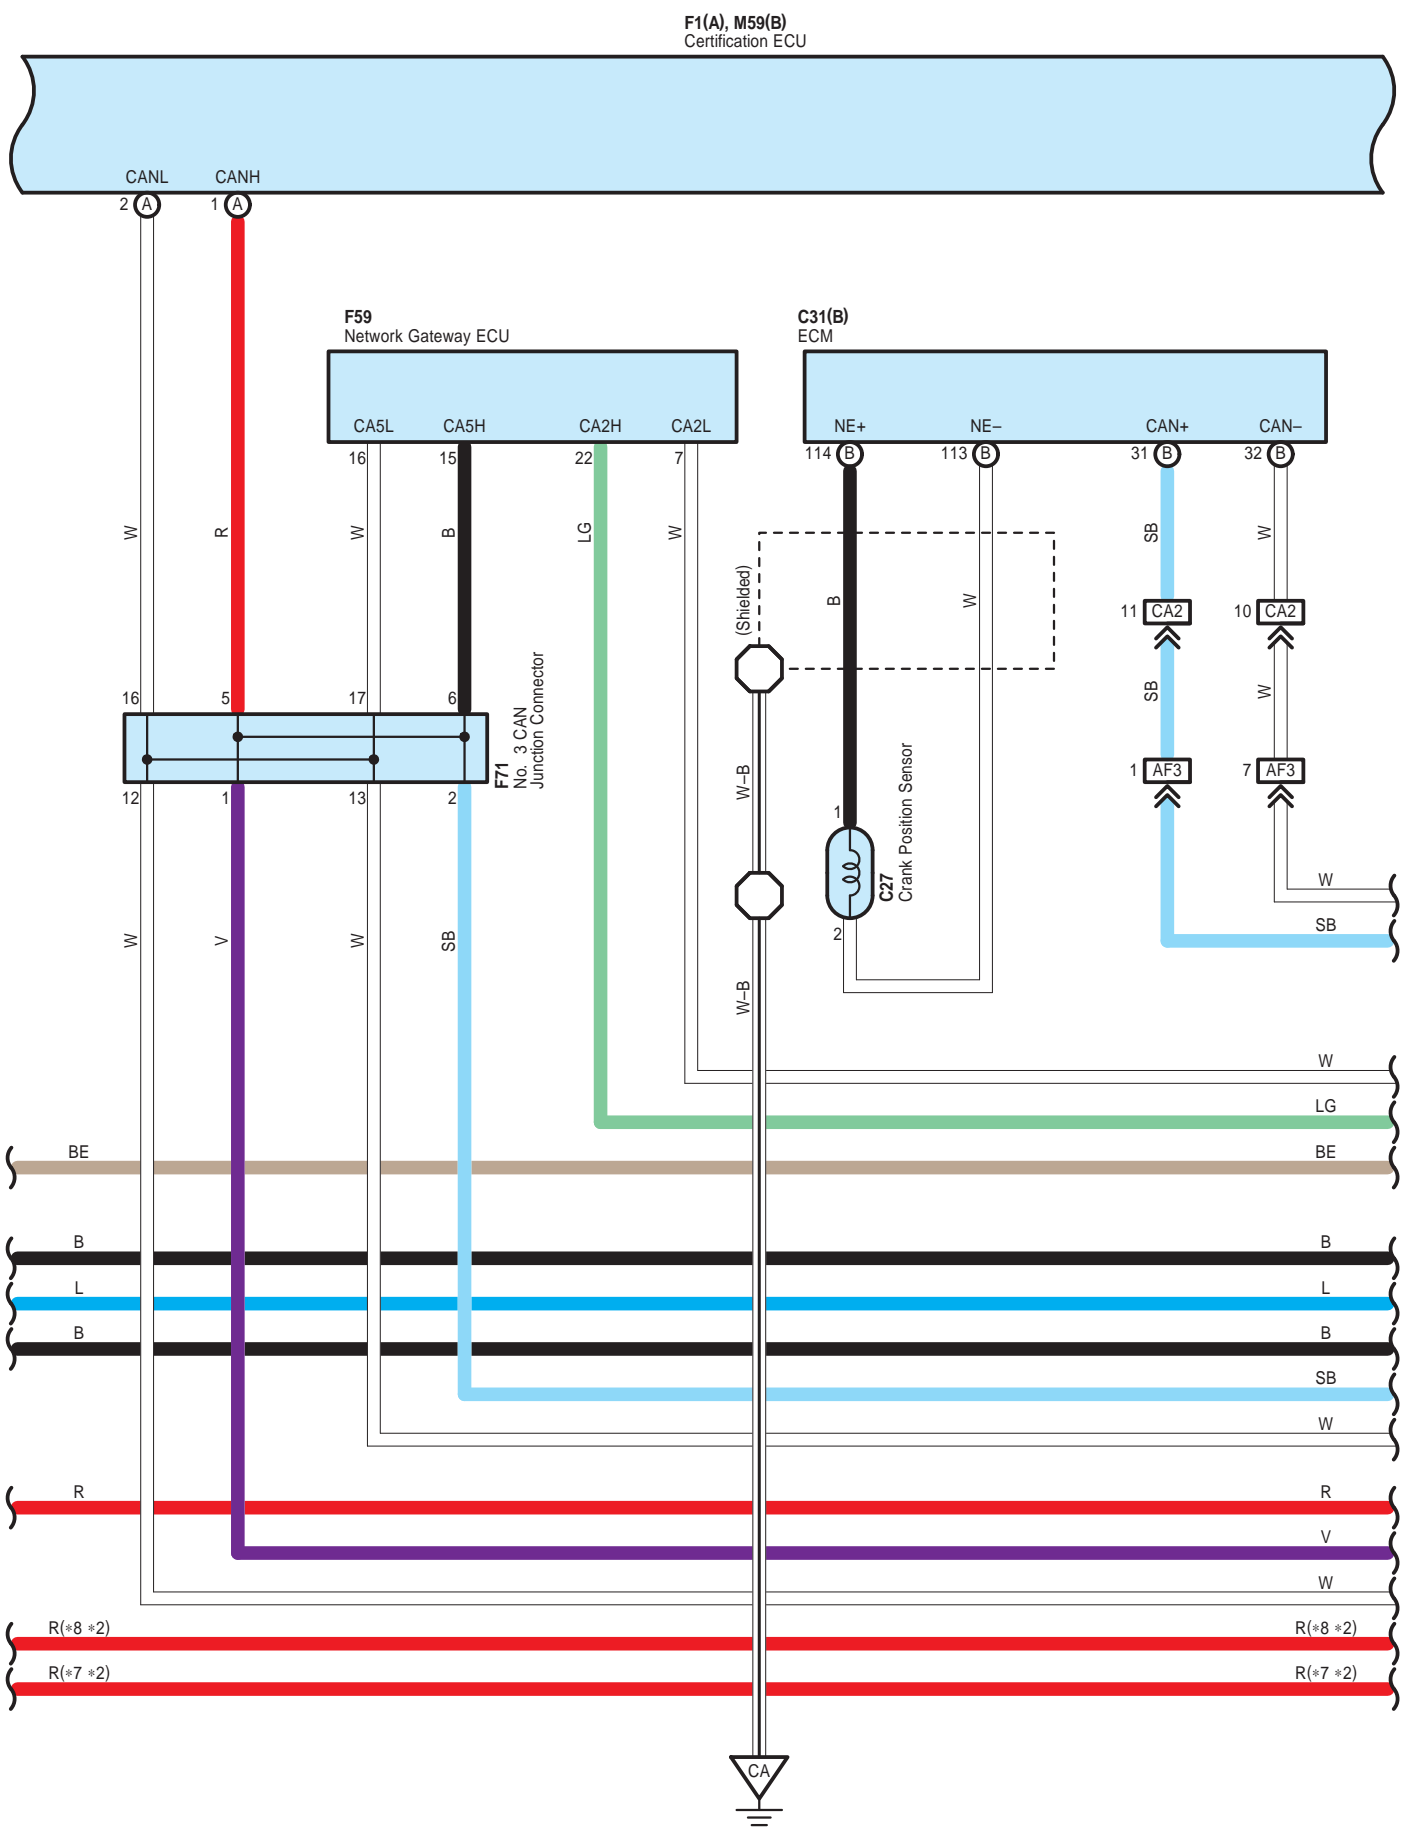 F1(A), M59(B)
Certification ECU
CANL CANH
2 A 1 A
F59
Network Gateway ECU
C31(B)
ECM
CA5L CA5H CA2H CA2L
NE+ NE– CAN+ CAN–
16 15 22 7
114 B 113 B 31 B 32 B
W R W B LG W SB W
(Shielded)
B W
11 CA2 10 CA2
SB W
16 5 17 6
F71
No. 3 CAN
Junction Connector
12 1 13 2
W–B
1 AF3 7 AF3
1
C27
Crank Position Sensor
2
W
SB
W V W SB
W–B
W
LG
BE BE
B B
L L
B B
SB
W
R R
V
W
R(∗8 ∗2) R(∗8 ∗2)
R(∗7 ∗2) R(∗7 ∗2)
CA